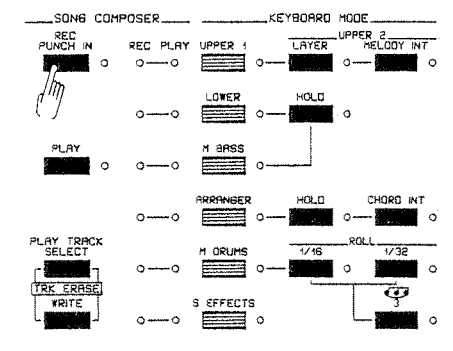 SONG COMPOSER KEYBOARD MODE
REC UPPER 2
PUNCH IN REC PLAY UPPER 1 LAYER MELODY INT
LOWER HOLD
PLAY M BASS
ARRANGER HOLD CHORD INT
PLAY TRACK ROLL
SELECT M DRUMS 1/16 1/32
TRK ERASE
WRITE S EFFECTS 3